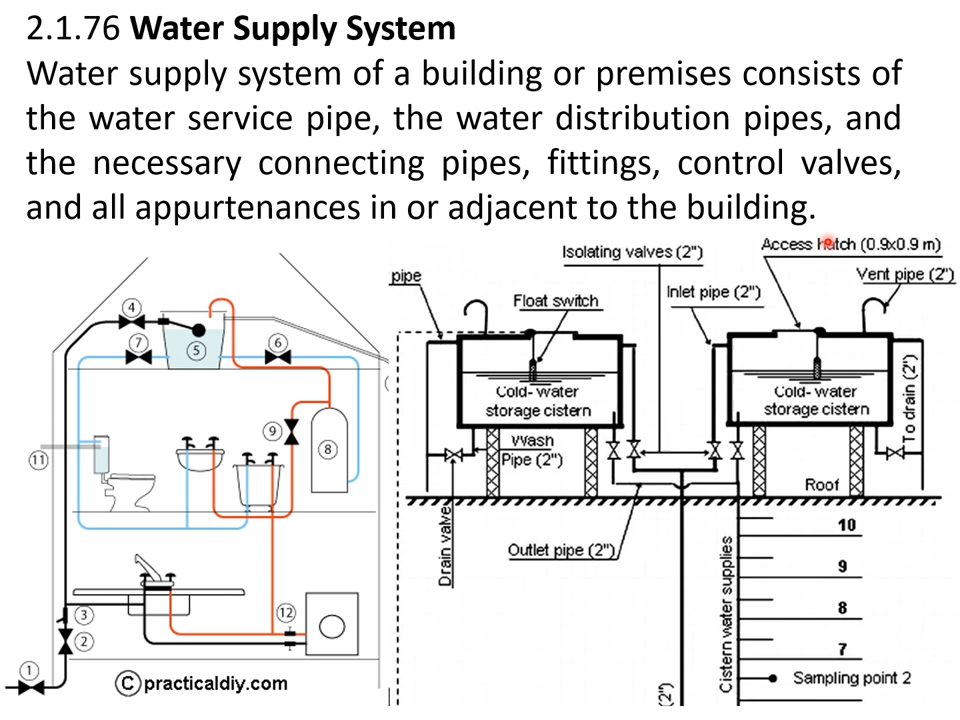 2.1.76 Water Supply System
Water supply system of a building or premises consists of
the water service pipe, the water distribution pipes, and
the necessary connecting pipes, fittings, control valves,
and all appurtenances in or adjacent to the building.
4
7
5
6
9
8
11
3
12
2
1
C practicaldiy.com
Isolating valves (2")
Access hatch (0.9x0.9 m)
pipe
Float switch
Inlet pipe (2")
Vent pipe (2")
Cold- water
storage cistern
Cold- water
storage cistern
To drain (2")
Wash
Pipe (2")
Roof
Drain valve
Outlet pipe (2")
Cistern water supplies
10
9
8
7
Sampling point 2
(2")